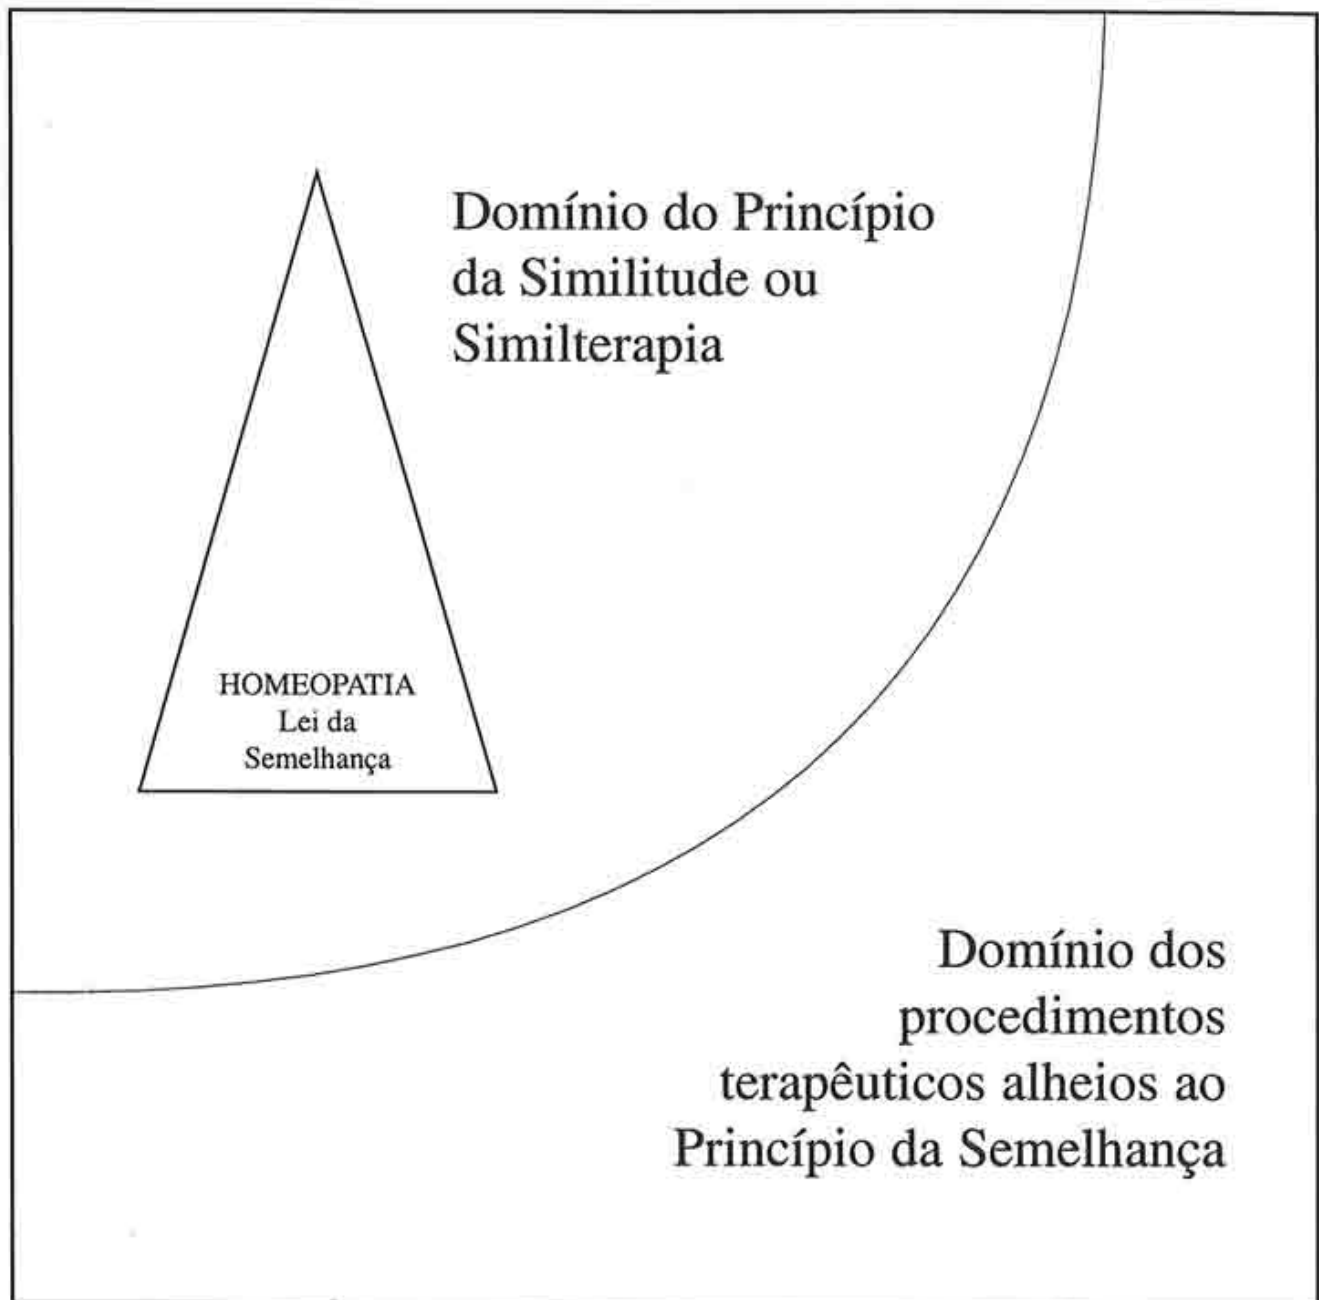 Domínio do Princípio
da Similitude ou
Similterapia
HOMEOPATIA
Lei da
Semelhança
Domínio dos
procedimentos
terapêuticos alheios ao
Princípio da Semelhança